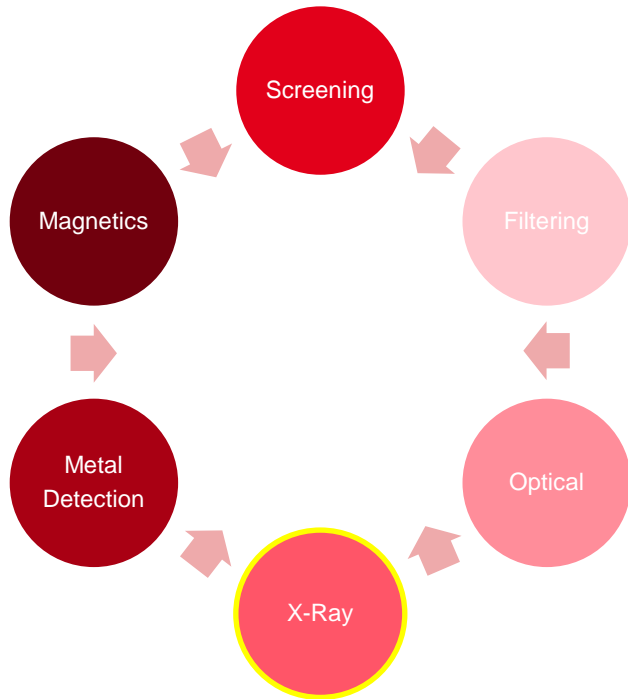 Screening
Filtering
Optical
X-Ray
Metal
Detection
Magnetics